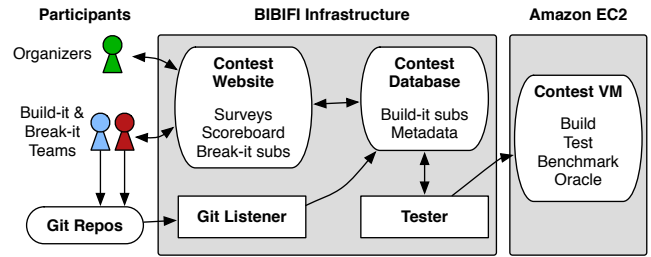 Participants
BIBIFI Infrastructure
Amazon EC2
Organizers
Build-it &
Break-it
Teams
Git Repos
Contest
Website
Surveys
Scoreboard
Break-it subs
Contest
Database
Build-it subs
Metadata
Git Listener
Tester
Contest VM
Build
Test
Benchmark
Oracle